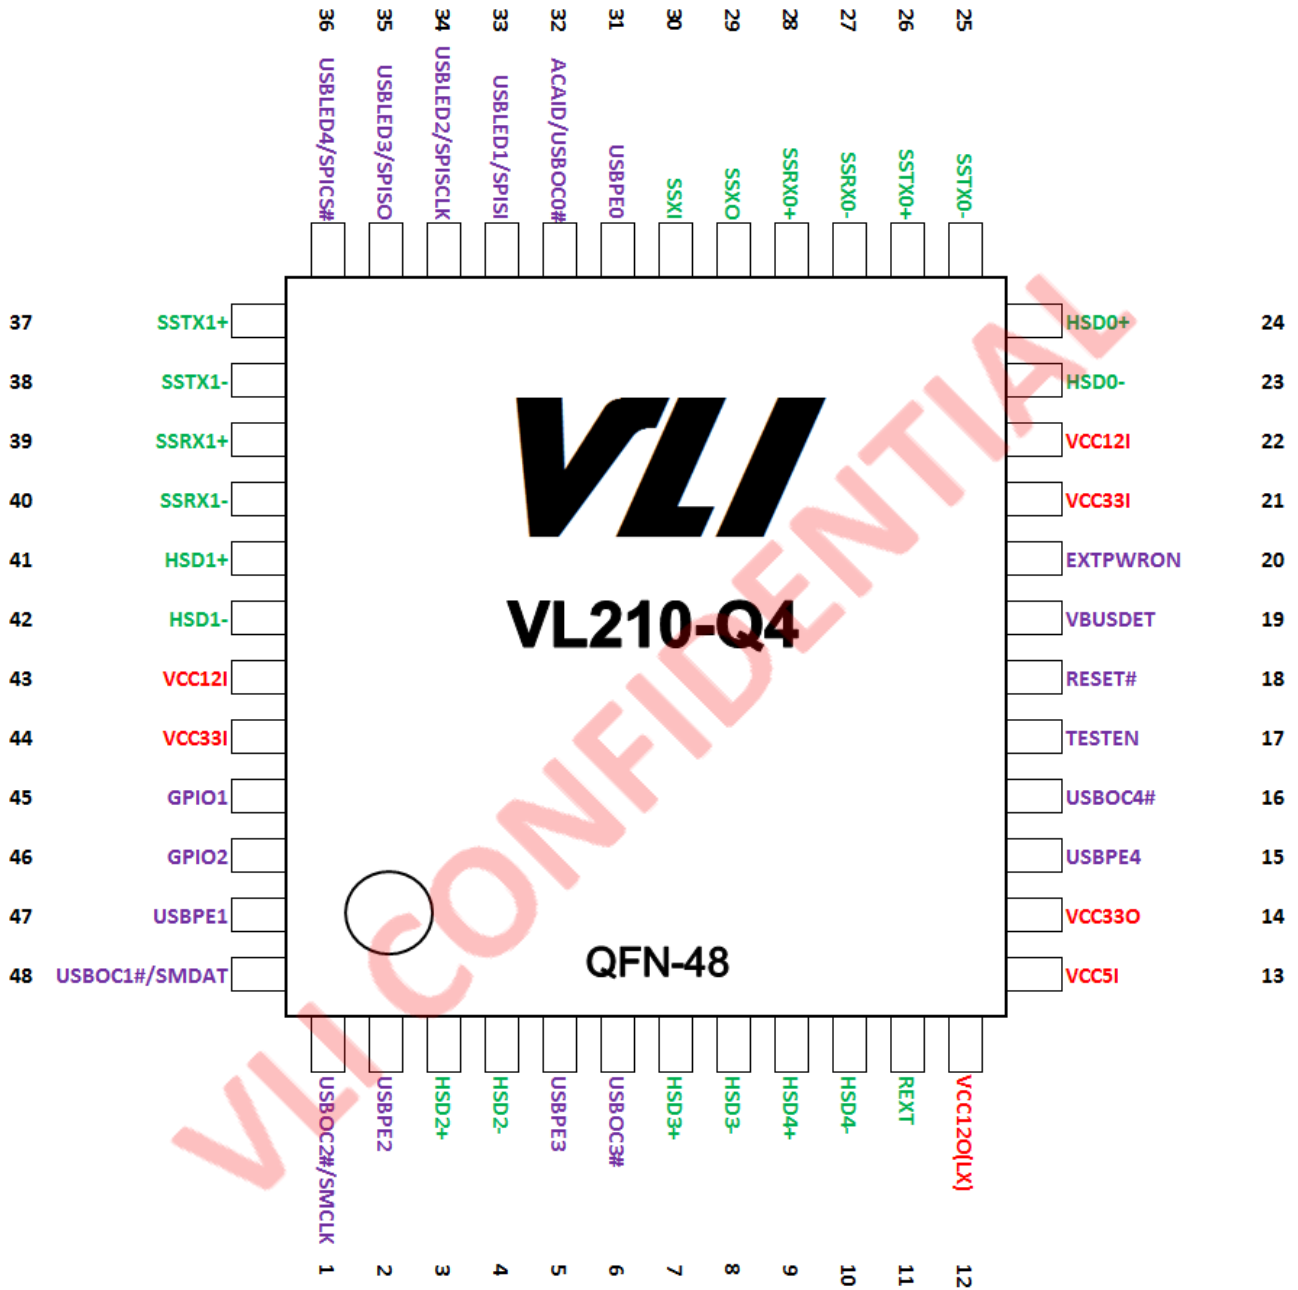 36 35 34 33 32 31 30 29 28 27 26 25
USBLED4/SPICS# USBLED3/SPISO USBLED2/SPISCLK USBLED1/SPISI ACAID/USBOC0# USBPE0 SSXI SSXO SSRX0+ SSRX0- SSTX0+ SSTX0-
37 SSTX1+ HSD0+ 24
38 SSTX1- HSD0- 23
39 SSRX1+ VCC12I 22
40 SSRX1- VCC33I 21
41 HSD1+ EXTPWRON 20
42 HSD1- VBUSDET 19
43 VCC12I RESET# 18
44 VCC33I TESTEN 17
45 GPIO1 USBOC4# 16
46 GPIO2 USBPE4 15
47 USBPE1 VCC33O 14
48 USBOC1#/SMDAT VCC5I 13
VLI
VL210-Q4
QFN-48
VLI CONFIDENTIAL
USBOC2#/SMCLK USBPE2 HSD2+ HSD2- USBPE3 USBOC3# HSD3+ HSD3- HSD4+ HSD4- REXT VCC12O(LX)
1 2 3 4 5 6 7 8 9 10 11 12